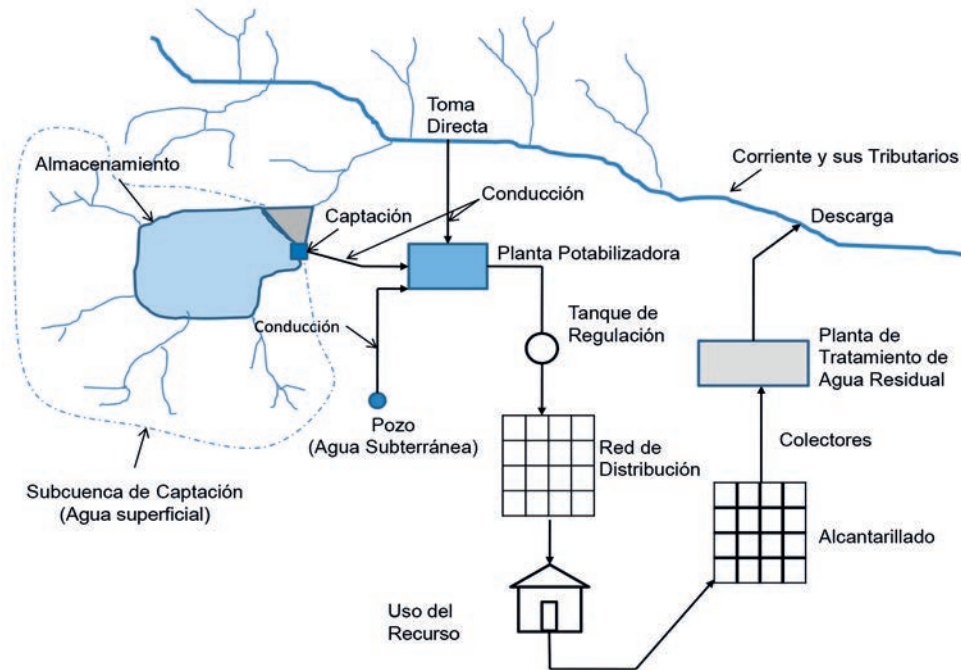 Toma
Directa
Almacenamiento
Corriente y sus Tributarios
Conducción
Captación
Descarga
Planta Potabilizadora
Conducción
Tanque de
Regulación
Planta de
Tratamiento de
Agua Residual
Pozo
(Agua Subterránea)
Red de
Distribución
Colectores
Subcuenca de Captación
(Agua superficial)
Alcantarillado
Uso del
Recurso